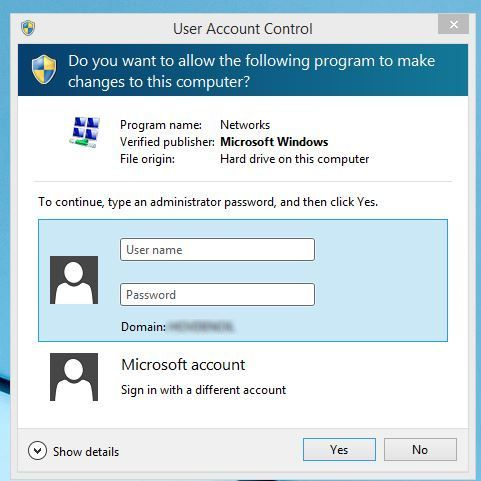 User Account Control
Do you want to allow the following program to make
changes to this computer?
Program name: Networks
Verified publisher: Microsoft Windows
File origin: Hard drive on this computer
To continue, type an administrator password, and then click Yes.
User name
Password
Domain:
Microsoft account
Sign in with a different account
Show details
Yes
No